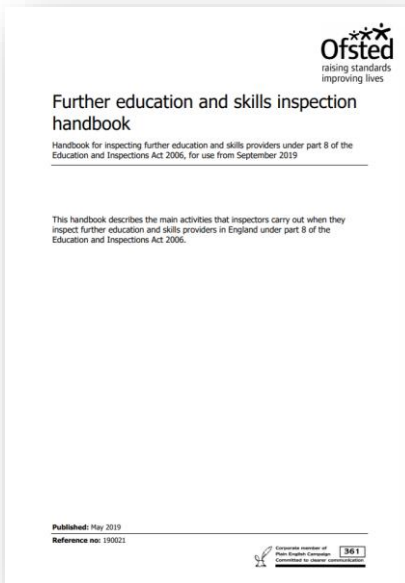 Ofsted
raising standards
improving lives
Further education and skills inspection
handbook
Handbook for inspecting further education and skills providers under part 8 of the
Education and Inspections Act 2006, for use from September 2019
This handbook describes the main activities that inspectors carry out when they
inspect further education and skills providers in England under part 8 of the
Education and Inspections Act 2006.
Published: May 2019
Reference no: 190021
Corporate member of
Plain English Campaign
Committed to clearer communication
361